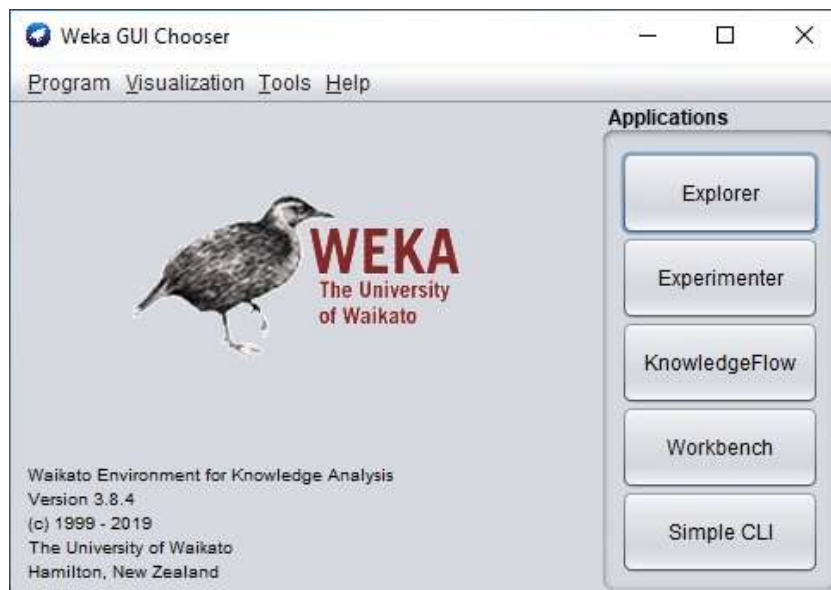 Weka GUI Chooser
Program Visualization Tools Help
Applications
Explorer
Experimenter
KnowledgeFlow
Workbench
Simple CLI
WEKA
The University
of Waikato
Waikato Environment for Knowledge Analysis
Version 3.8.4
(c) 1999 - 2019
The University of Waikato
Hamilton, New Zealand